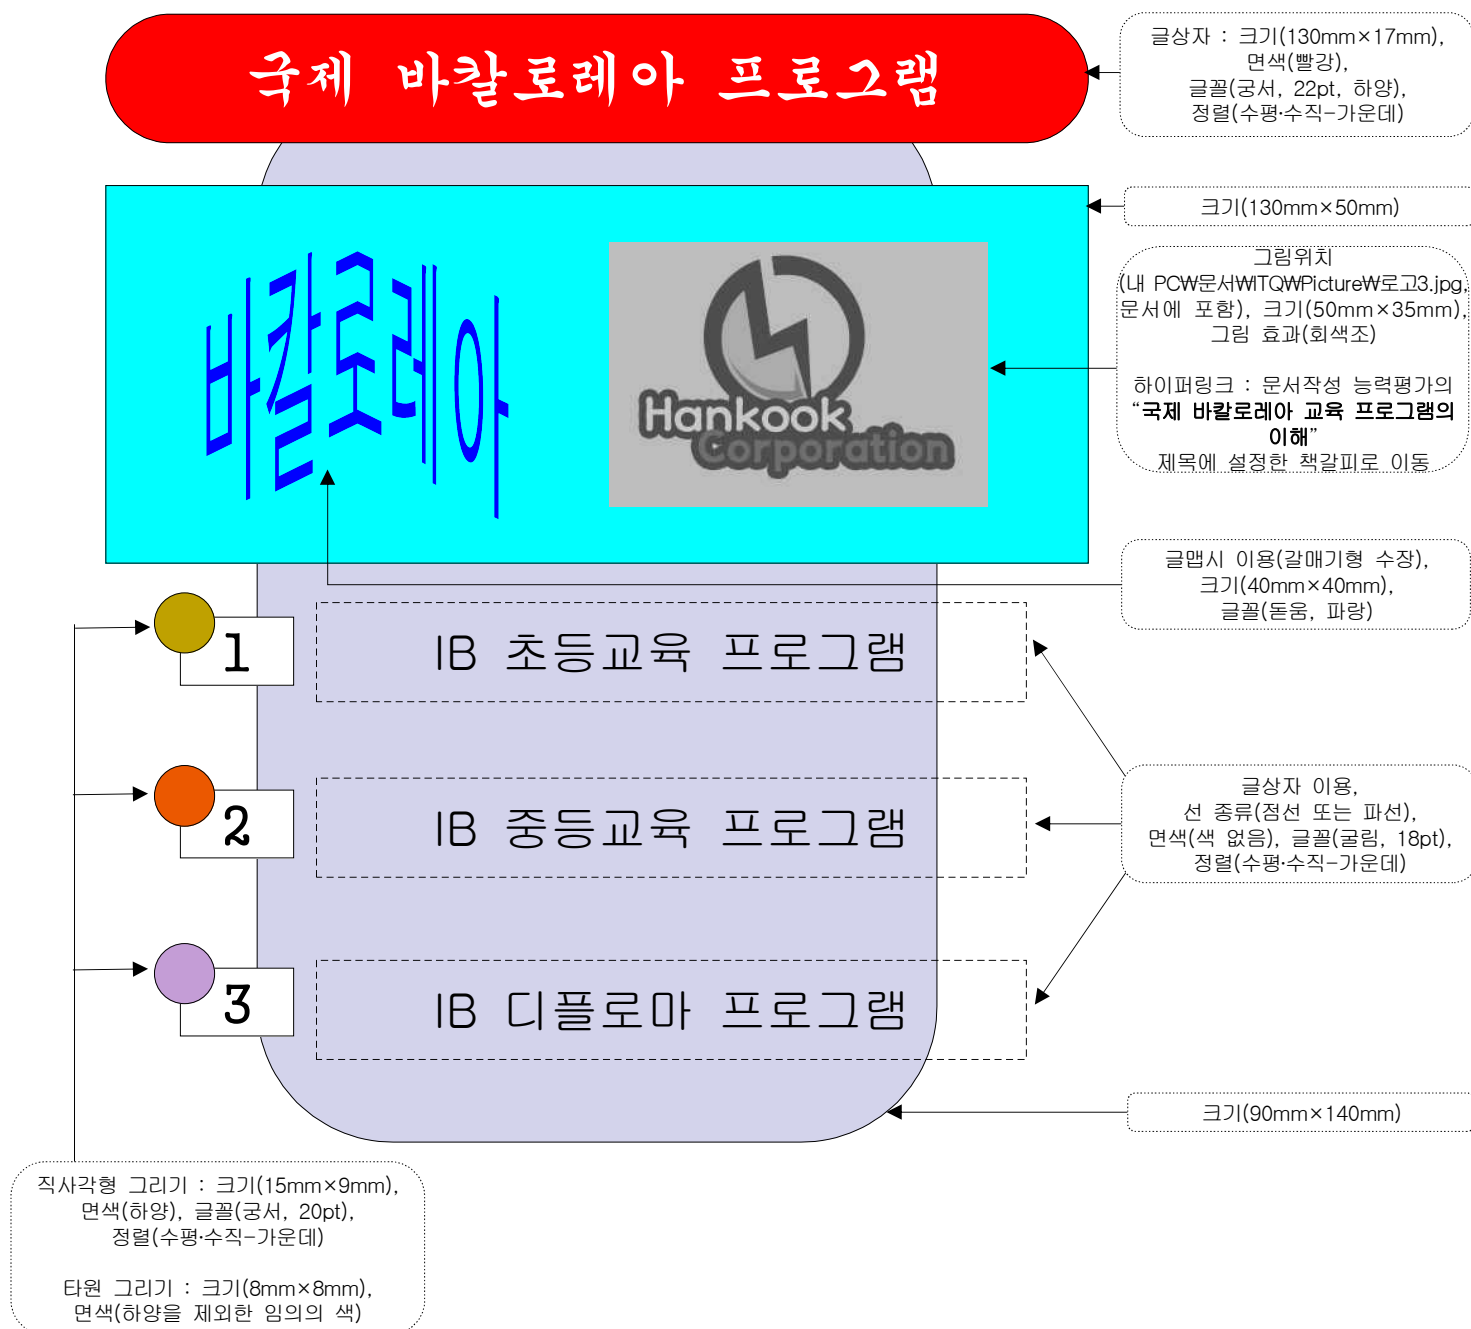 국제 바칼로레아 프로그램
글상자 : 크기(130mm×17mm),
면색(빨강),
글꼴(궁서, 22pt, 하양),
정렬(수평·수직-가운데)
크기(130mm×50mm)
바칼로레아
Hankook
Corporation
그림위치
(내 PC₩문서₩ITQ₩Picture₩로고3.jpg,
문서에 포함), 크기(50mm×35mm),
그림 효과(회색조)
하이퍼링크 : 문서작성 능력평가의
“국제 바칼로레아 교육 프로그램의
이해”
제목에 설정한 책갈피로 이동
글맵시 이용(갈매기형 수장),
크기(40mm×40mm),
글꼴(돋움, 파랑)
1
IB 초등교육 프로그램
2
IB 중등교육 프로그램
글상자 이용,
선 종류(점선 또는 파선),
면색(색 없음), 글꼴(굴림, 18pt),
정렬(수평·수직-가운데)
3
IB 디플로마 프로그램
크기(90mm×140mm)
직사각형 그리기 : 크기(15mm×9mm),
면색(하양), 글꼴(궁서, 20pt),
정렬(수평·수직-가운데)
타원 그리기 : 크기(8mm×8mm),
면색(하양을 제외한 임의의 색)